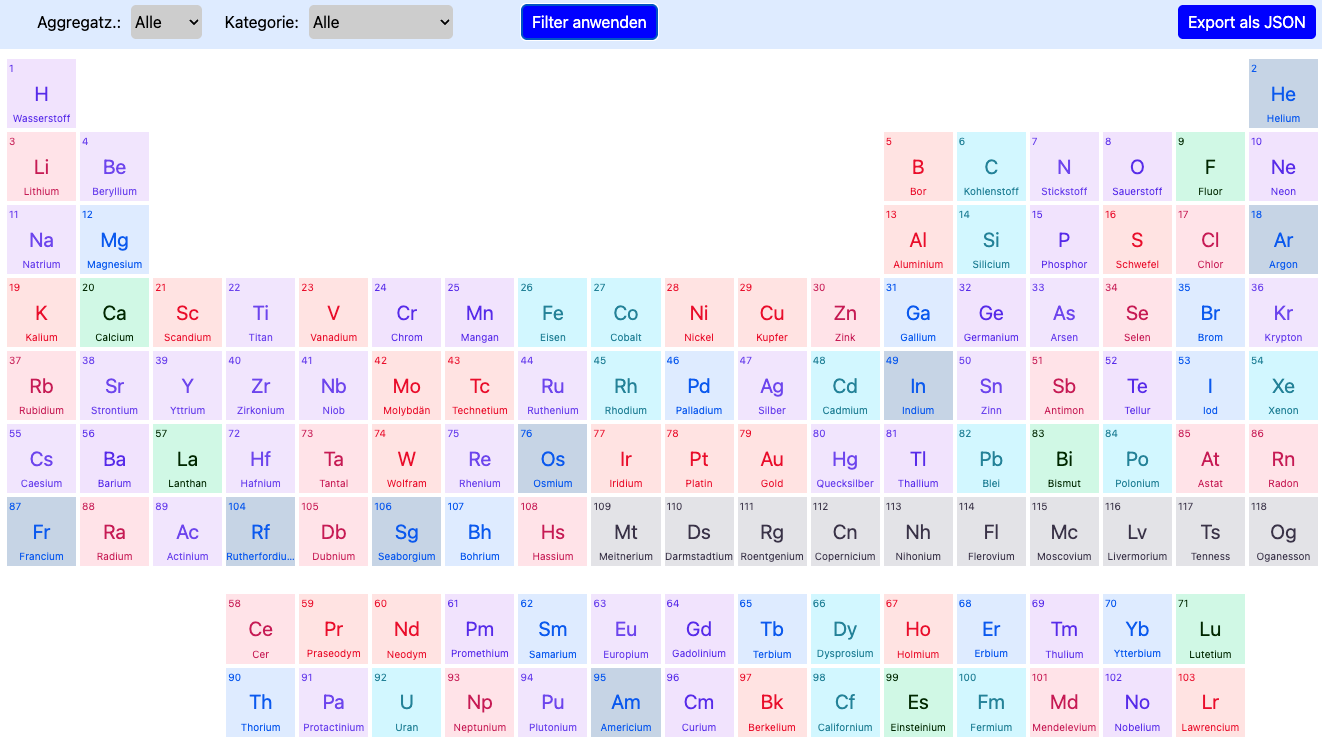 Aggregatz.: Alle Kategorie: Alle Filter anwenden Export als JSON
1 2
H He
Wasserstoff Helium
3 4 5 6 7 8 9 10
Li Be B C N O F Ne
Lithium Beryllium Bor Kohlenstoff Stickstoff Sauerstoff Fluor Neon
11 12 13 14 15 16 17 18
Na Mg Al Si P S Cl Ar
Natrium Magnesium Aluminium Silicium Phosphor Schwefel Chlor Argon
19 20 21 22 23 24 25 26 27 28 29 30 31 32 33 34 35 36
K Ca Sc Ti V Cr Mn Fe Co Ni Cu Zn Ga Ge As Se Br Kr
Kalium Calcium Scandium Titan Vanadium Chrom Mangan Eisen Cobalt Nickel Kupfer Zink Gallium Germanium Arsen Selen Brom Krypton
37 38 39 40 41 42 43 44 45 46 47 48 49 50 51 52 53 54
Rb Sr Y Zr Nb Mo Tc Ru Rh Pd Ag Cd In Sn Sb Te I Xe
Rubidium Strontium Yttrium Zirkonium Niob Molybdän Technetium Ruthenium Rhodium Palladium Silber Cadmium Indium Zinn Antimon Tellur Iod Xenon
55 56 57 72 73 74 75 76 77 78 79 80 81 82 83 84 85 86
Cs Ba La Hf Ta W Re Os Ir Pt Au Hg Tl Pb Bi Po At Rn
Caesium Barium Lanthan Hafnium Tantal Wolfram Rhenium Osmium Iridium Platin Gold Quecksilber Thallium Blei Bismut Polonium Astat Radon
87 88 89 104 105 106 107 108 109 110 111 112 113 114 115 116 117 118
Fr Ra Ac Rf Db Sg Bh Hs Mt Ds Rg Cn Nh Fl Mc Lv Ts Og
Francium Radium Actinium Rutherfordiu... Dubnium Seaborgium Bohrium Hassium Meitnerium Darmstadtium Roentgenium Copernicium Nihonium Flerovium Moscovium Livermorium Tenness Oganesson
58 59 60 61 62 63 64 65 66 67 68 69 70 71
Ce Pr Nd Pm Sm Eu Gd Tb Dy Ho Er Tm Yb Lu
Cer Praseodym Neodym Promethium Samarium Europium Gadolinium Terbium Dysprosium Holmium Erbium Thulium Ytterbium Lutetium
90 91 92 93 94 95 96 97 98 99 100 101 102 103
Th Pa U Np Pu Am Cm Bk Cf Es Fm Md No Lr
Thorium Protactinium Uran Neptunium Plutonium Americium Curium Berkelium Californium Einsteinium Fermium Mendelevium Nobelium Lawrencium